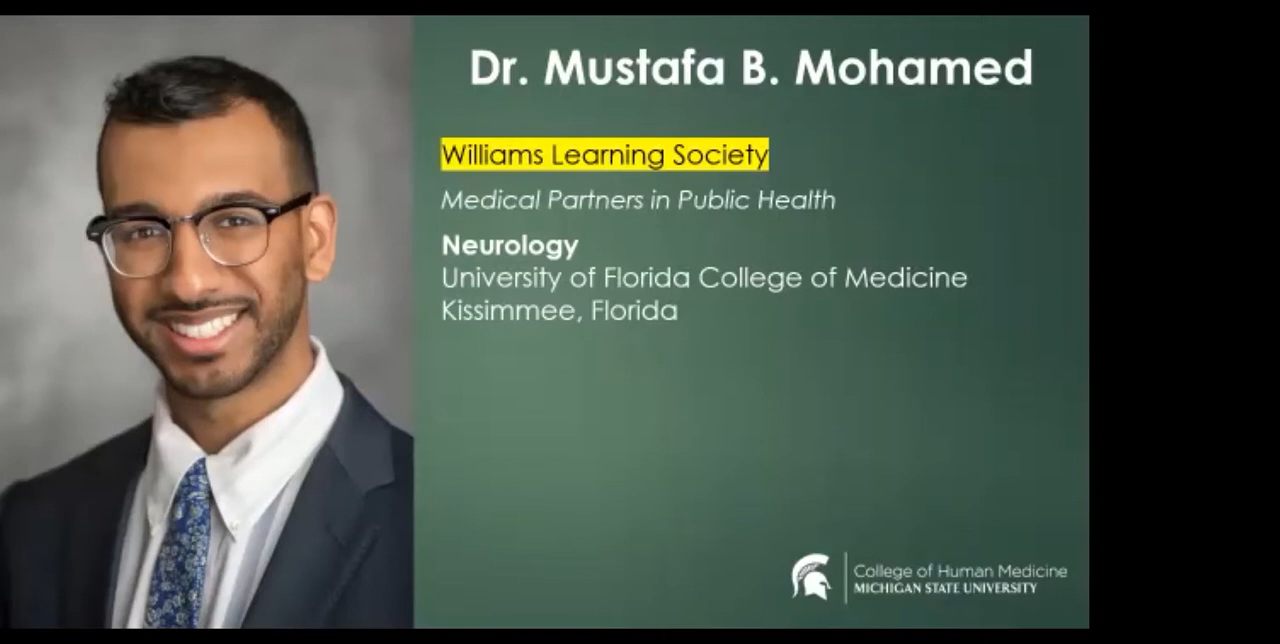 Dr. Mustafa B. Mohamed
Williams Learning Society
Medical Partners in Public Health
Neurology
University of Florida College of Medicine
Kissimmee, Florida
College of Human Medicine
MICHIGAN STATE UNIVERSITY